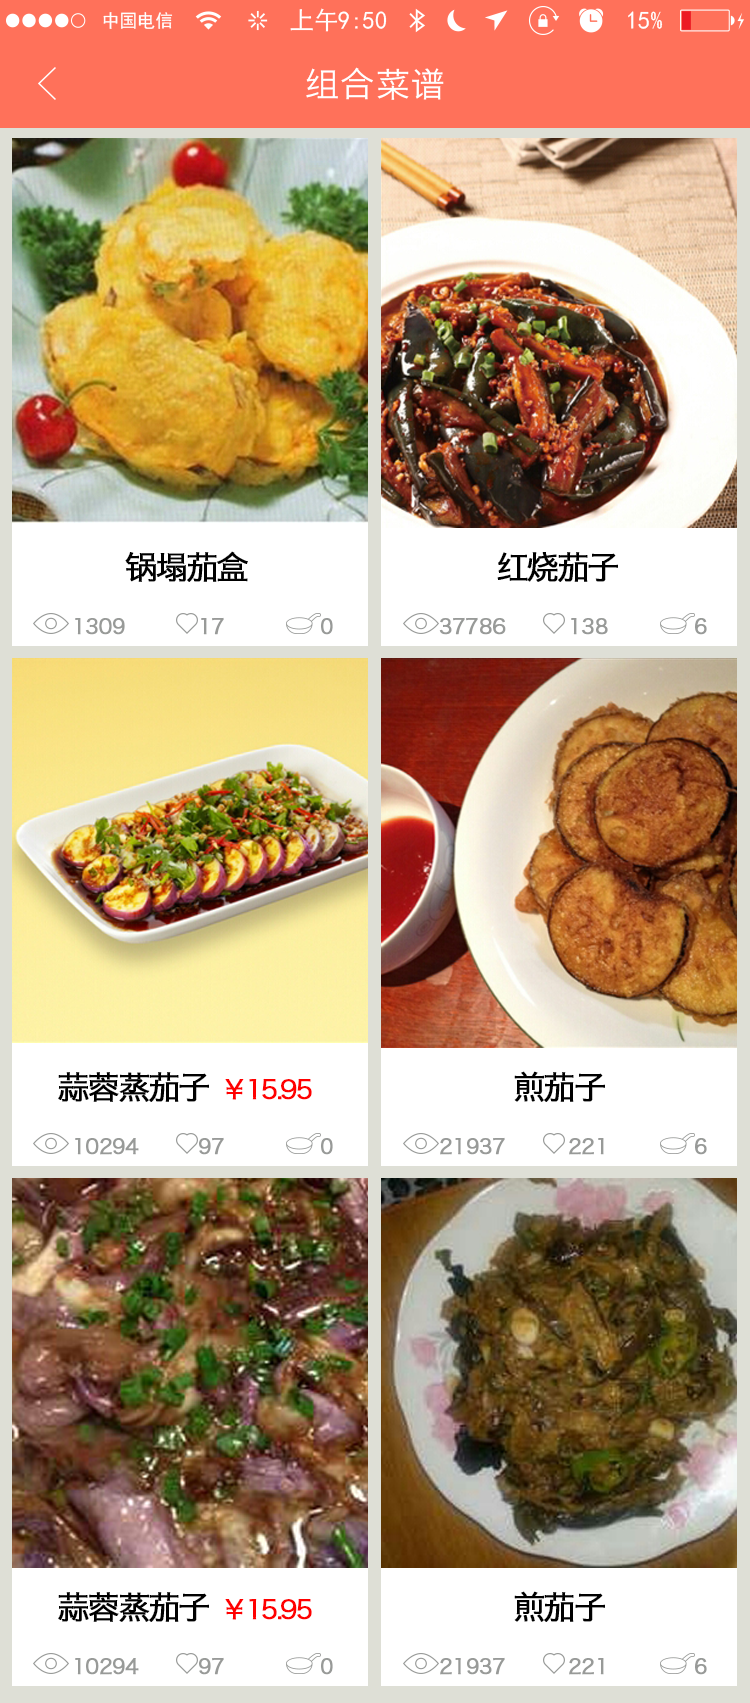 中国电信 上午9:50 15%
组合菜谱
锅塌茄盒
1309 17 0
红烧茄子
37786 138 6
蒜蓉蒸茄子 ￥15.95
10294 97 0
煎茄子
21937 221 6
蒜蓉蒸茄子 ￥15.95
10294 97 0
煎茄子
21937 221 6